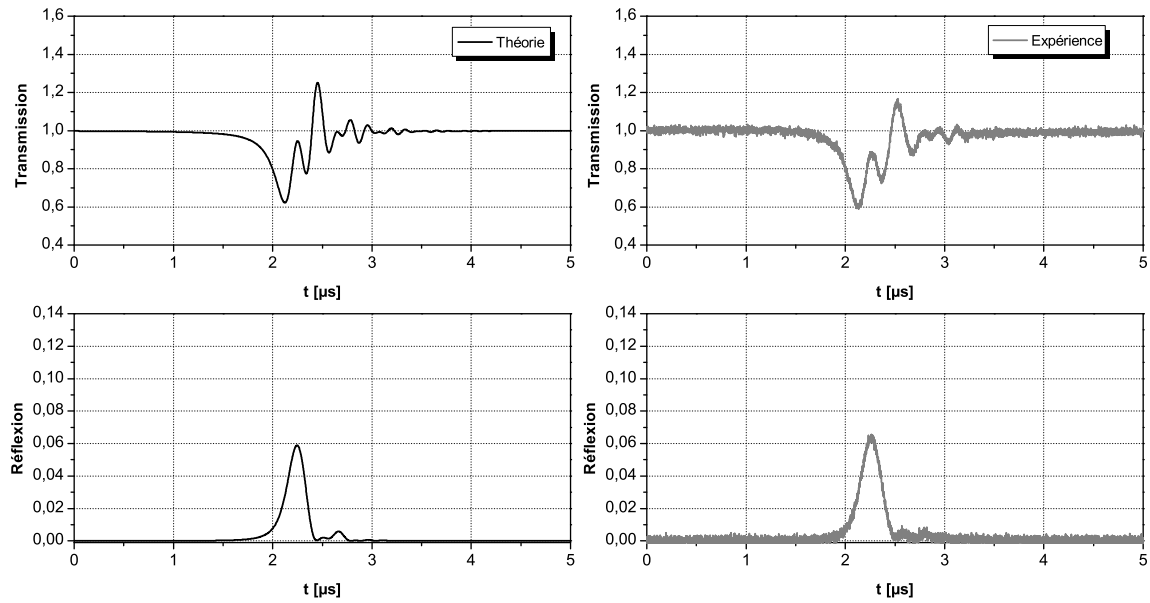 1,6
1,4
1,2
1,0
0,8
0,6
0,4
Transmission
Théorie
0 1 2 3 4 5
t [µs]
1,6
1,4
1,2
1,0
0,8
0,6
0,4
Transmission
Expérience
0 1 2 3 4 5
t [µs]
0,14
0,12
0,10
0,08
0,06
0,04
0,02
0,00
Réflexion
0 1 2 3 4 5
t [µs]
0,14
0,12
0,10
0,08
0,06
0,04
0,02
0,00
Réflexion
0 1 2 3 4 5
t [µs]